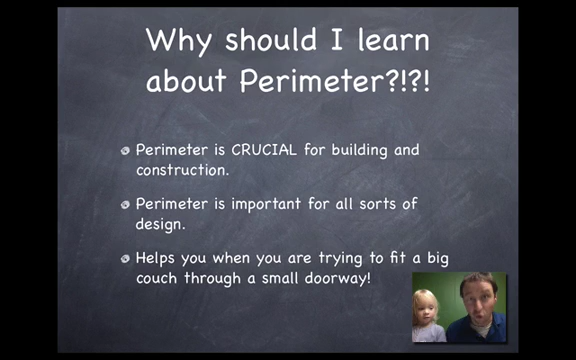 Why should I learn
about Perimeter?!?!
Perimeter is CRUCIAL for building and
construction.
Perimeter is important for all sorts of
design.
Helps you when you are trying to fit a big
couch through a small doorway!